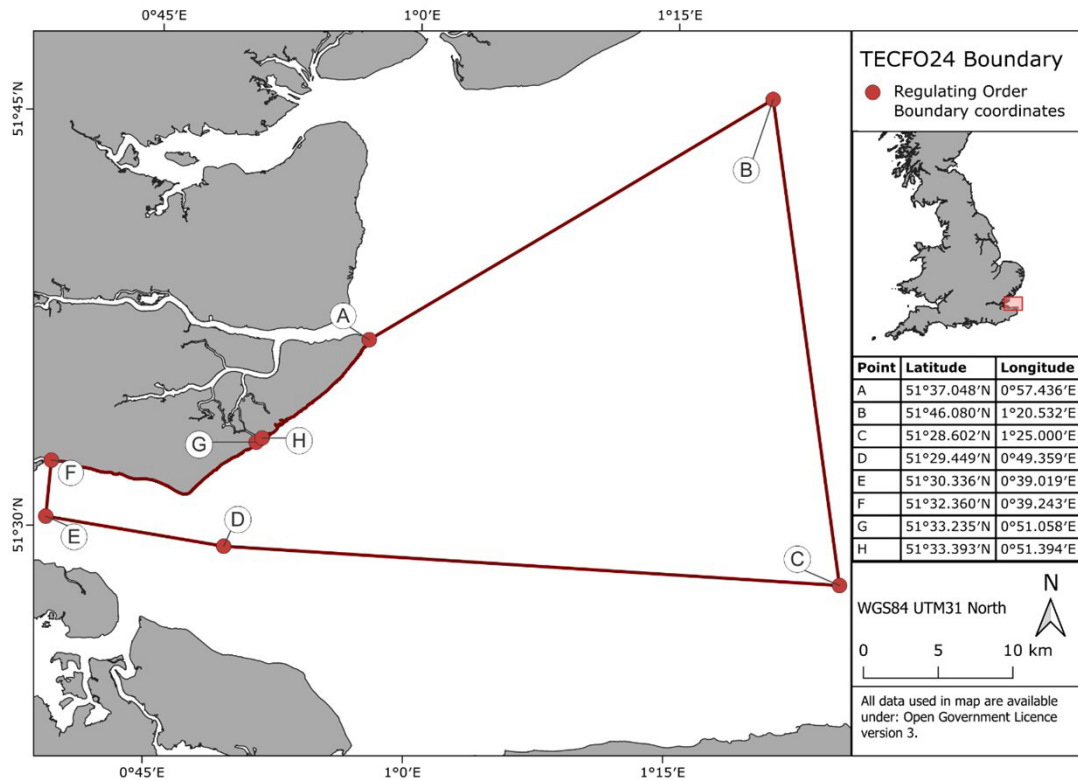 0°45'E 1°0'E 1°15'E
51°45'N
51°30'N
A
B
C
D
E
F
G
H
0°45'E 1°0'E 1°15'E
TECFO24 Boundary
Regulating Order
Boundary coordinates
Point Latitude Longitude
A 51°37.048’N 0°57.436’E
B 51°46.080’N 1°20.532’E
C 51°28.602’N 1°25.000’E
D 51°29.449’N 0°49.359’E
E 51°30.336’N 0°39.019’E
F 51°32.360’N 0°39.243’E
G 51°33.235’N 0°51.058’E
H 51°33.393’N 0°51.394’E
WGS84 UTM31 North
N
0 5 10 km
All data used in map are available
under: Open Government Licence
version 3.